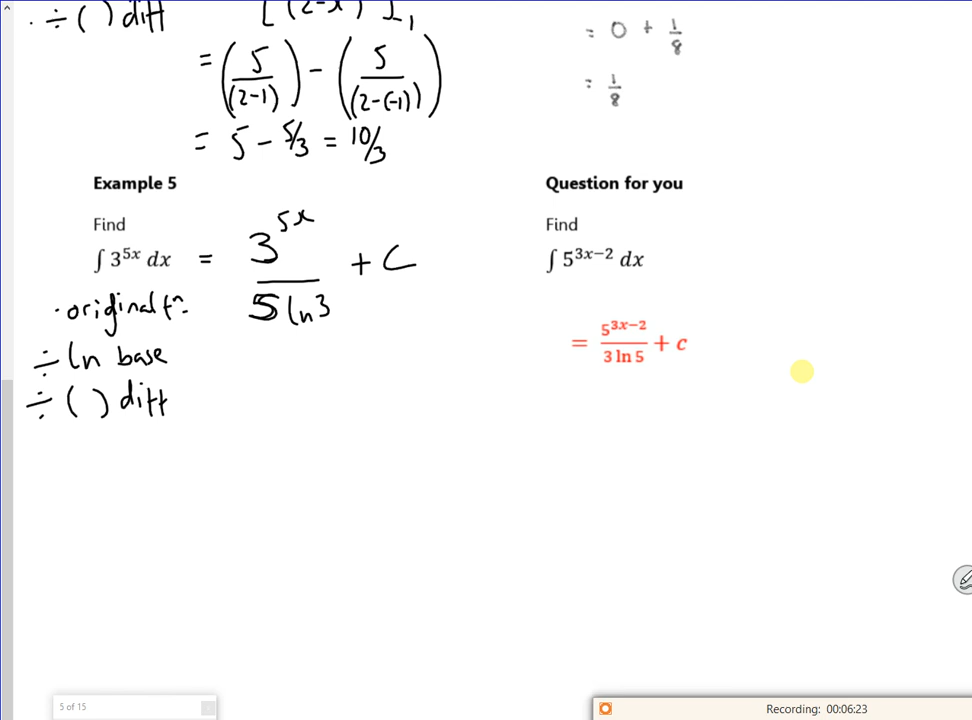 · ÷ ( ) diff
[ (2-x) ]₋₁
= (5/(2-1)) - (5/(2-(-1)))
= 5 - 5/3 = 10/3
= 0 + 1/8
= 1/8
Example 5
Find
∫ 3^{5x} dx = 3^{5x}/(5 ln 3) + C
· original fⁿ.
÷ ln base
÷ ( ) diff
Question for you
Find
∫ 5^{3x−2} dx
= 5^{3x−2}/(3 ln 5) + c
5 of 15
Recording: 00:06:23